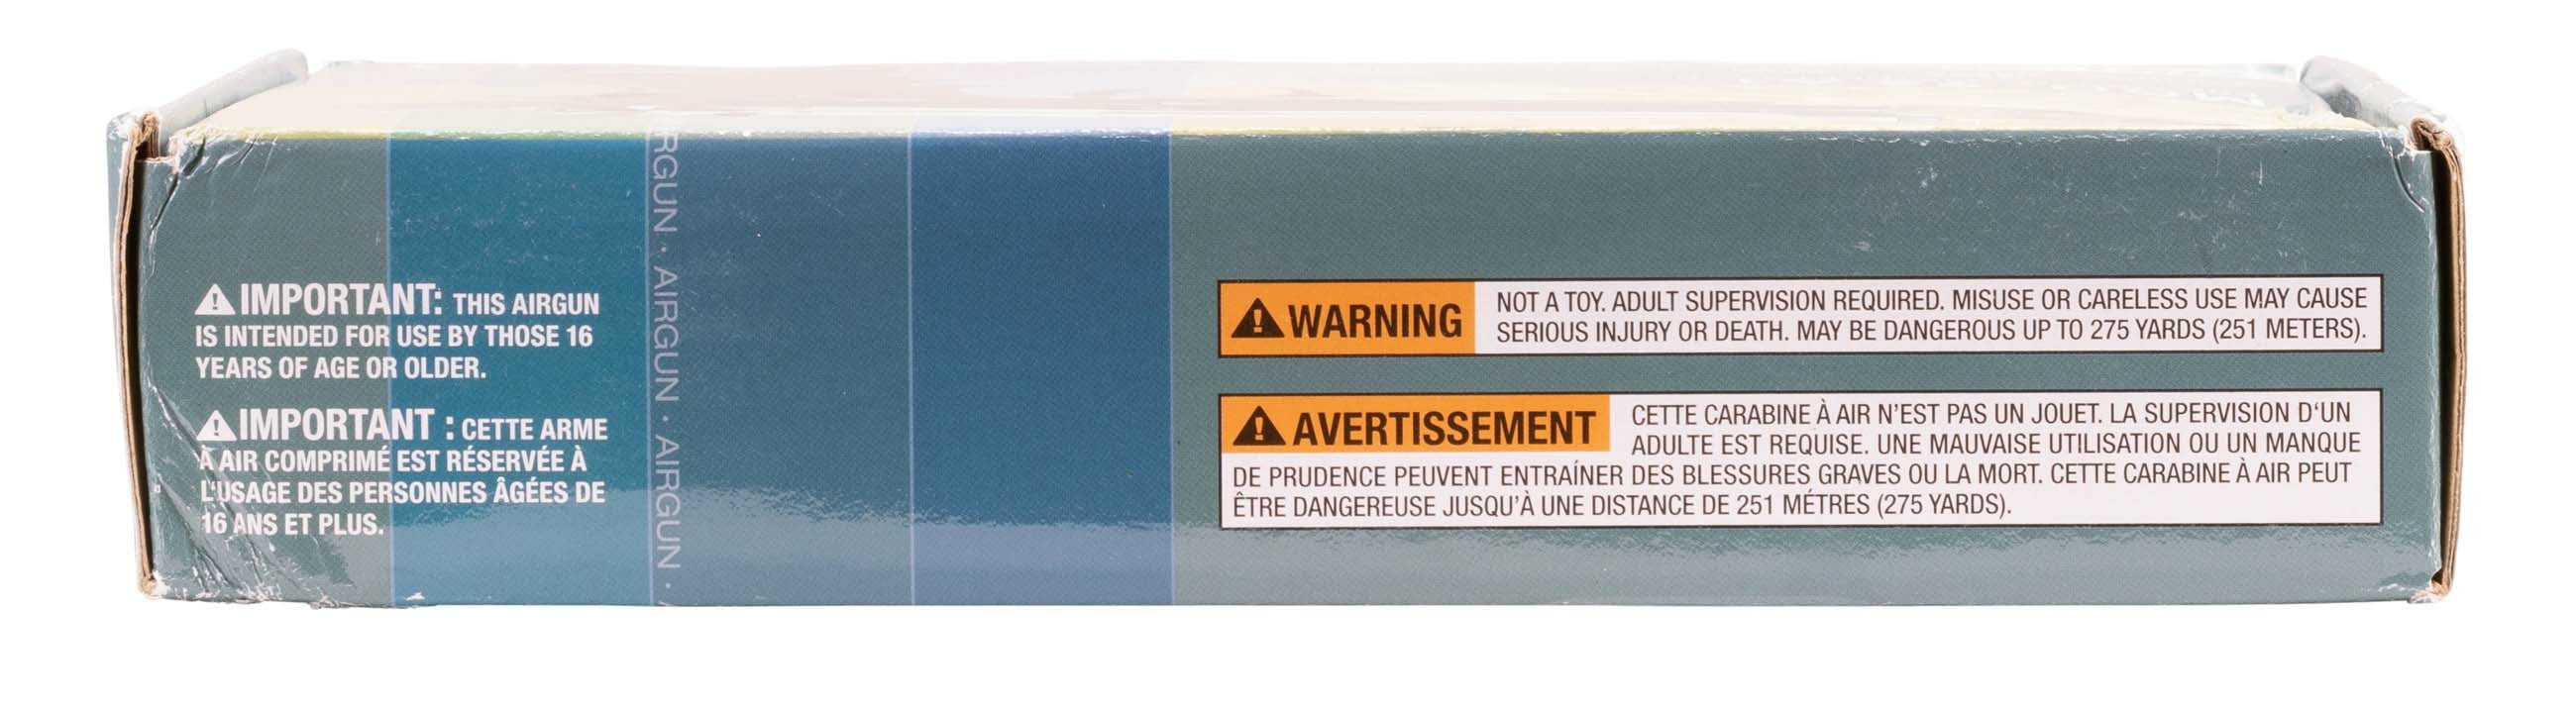 ⚠ IMPORTANT: THIS AIRGUN
IS INTENDED FOR USE BY THOSE 16
YEARS OF AGE OR OLDER.
⚠ IMPORTANT : CETTE ARME
À AIR COMPRIMÉ EST RÉSERVÉE À
L‘USAGE DES PERSONNES ÂGÉES DE
16 ANS ET PLUS.
RGUN · AIRGUN · AIRGUN ·
⚠ WARNING
NOT A TOY. ADULT SUPERVISION REQUIRED. MISUSE OR CARELESS USE MAY CAUSE
SERIOUS INJURY OR DEATH. MAY BE DANGEROUS UP TO 275 YARDS (251 METERS).
⚠ AVERTISSEMENT
CETTE CARABINE À AIR N’EST PAS UN JOUET. LA SUPERVISION D‘UN
ADULTE EST REQUISE. UNE MAUVAISE UTILISATION OU UN MANQUE
DE PRUDENCE PEUVENT ENTRAÍNER DES BLESSURES GRAVES OU LA MORT. CETTE CARABINE À AIR PEUT
ÊTRE DANGEREUSE JUSQU’À UNE DISTANCE DE 251 MÉTRES (275 YARDS).